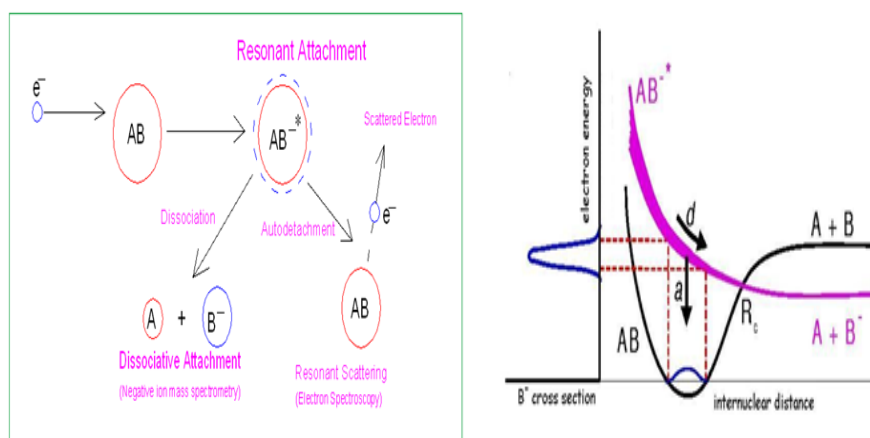 Resonant Attachment
e⁻
AB
AB⁻*
Scattered Electron
Dissociation
Autodetachment
e⁻
A + B⁻
AB
Dissociative Attachment
(Negative ion mass spectrometry)
Resonant Scattering
(Electron Spectroscopy)
electron energy
AB⁻*
d
A + B
a
R꜀
AB
A + B⁻
B⁻ cross section
internuclear distance